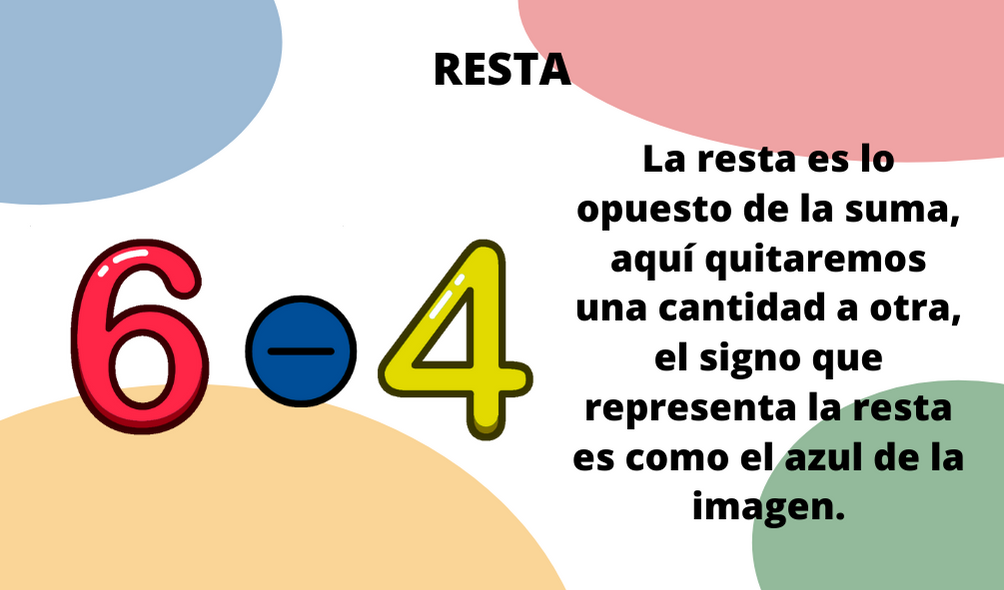 RESTA
6 - 4
La resta es lo
opuesto de la suma,
aquí quitaremos
una cantidad a otra,
el signo que
representa la resta
es como el azul de la
imagen.